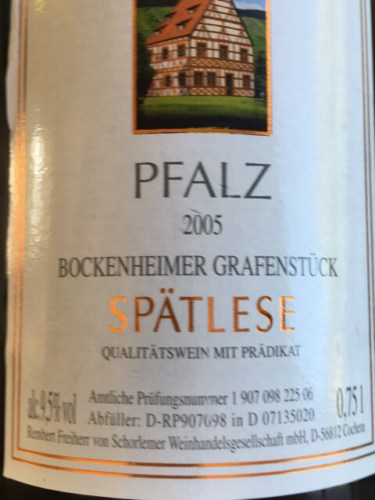 PFALZ
2005
BOCKENHEIMER GRAFENSTÜCK
SPÄTLESE
QUALITÄTSWEIN MIT PRÄDIKAT
alc.9,5%vol
Amtliche Prüfungsnummer 1 907 098 225 06
Abfüller: D-RP907098 in D 07135020
0,75 l
Rembert Freiherr von Schorlemer Weinhandelsgesellschaft mbH, D-56812 Cochem